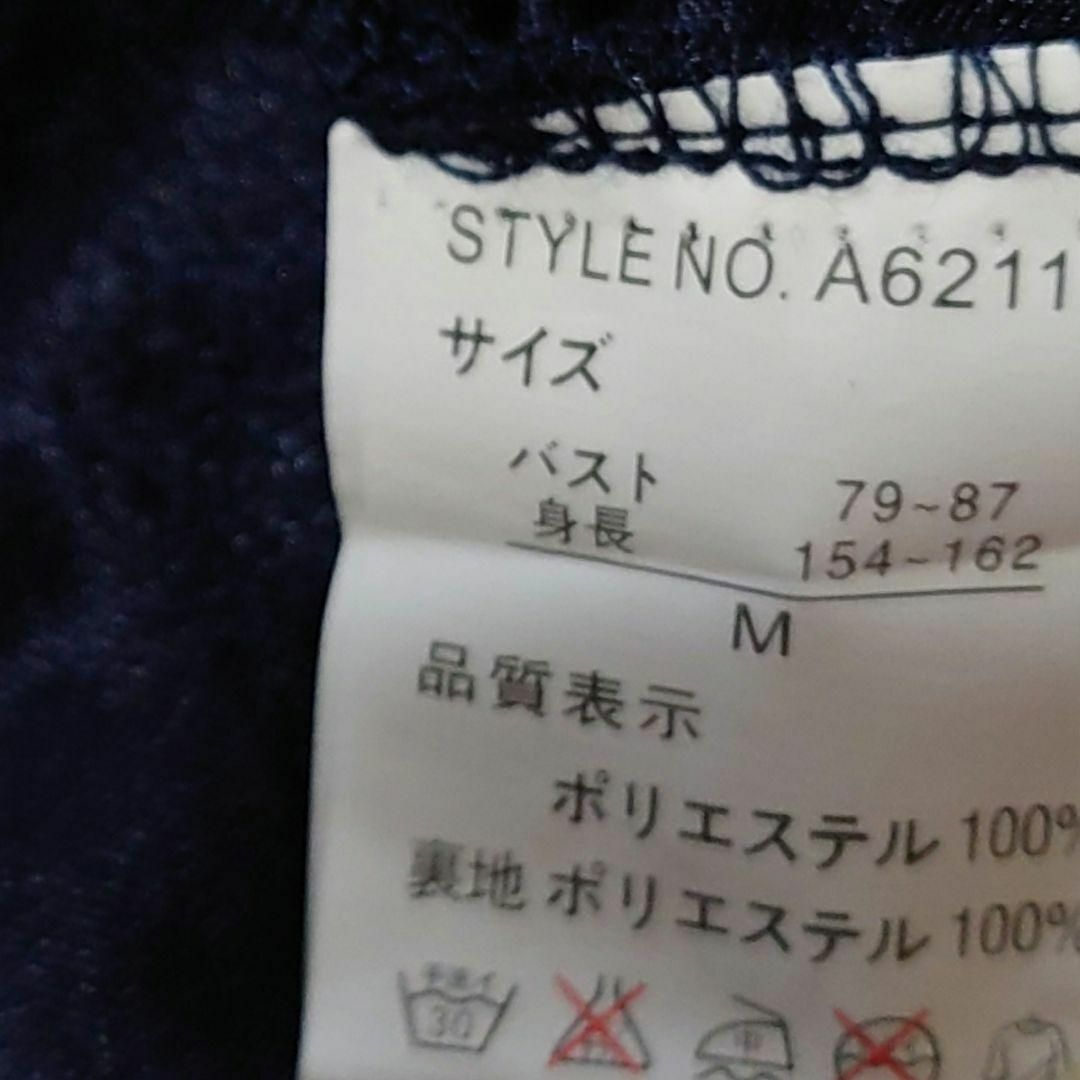 STYLE NO. A6211
サイズ
バスト 79~87
身長 154~162
M
品質表示
ポリエステル 100%
裏地 ポリエステル 100%
30
中